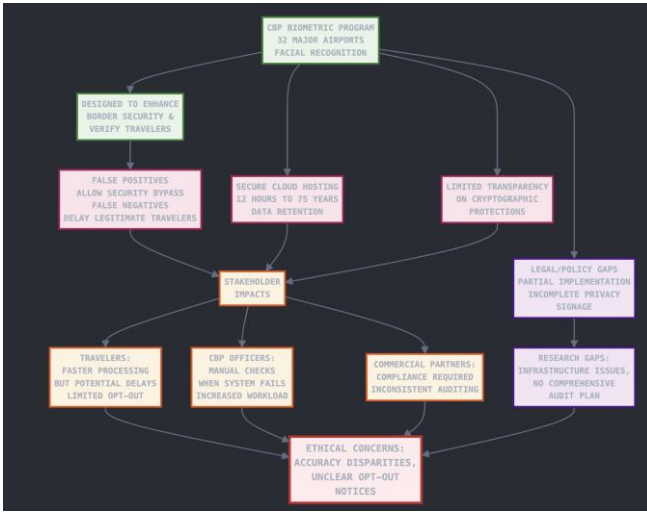 CBP BIOMETRIC PROGRAM
32 MAJOR AIRPORTS
FACIAL RECOGNITION
DESIGNED TO ENHANCE
BORDER SECURITY &
VERIFY TRAVELERS
FALSE POSITIVES
ALLOW SECURITY BYPASS
FALSE NEGATIVES
DELAY LEGITIMATE TRAVELERS
SECURE CLOUD HOSTING
12 HOURS TO 75 YEARS
DATA RETENTION
LIMITED TRANSPARENCY
ON CRYPTOGRAPHIC
PROTECTIONS
STAKEHOLDER
IMPACTS
LEGAL/POLICY GAPS
PARTIAL IMPLEMENTATION
INCOMPLETE PRIVACY
SIGNAGE
TRAVELERS:
FASTER PROCESSING
BUT POTENTIAL DELAYS
LIMITED OPT-OUT
CBP OFFICERS:
MANUAL CHECKS
WHEN SYSTEM FAILS
INCREASED WORKLOAD
COMMERCIAL PARTNERS:
COMPLIANCE REQUIRED
INCONSISTENT AUDITING
RESEARCH GAPS:
INFRASTRUCTURE ISSUES,
NO COMPREHENSIVE
AUDIT PLAN
ETHICAL CONCERNS:
ACCURACY DISPARITIES,
UNCLEAR OPT-OUT
NOTICES